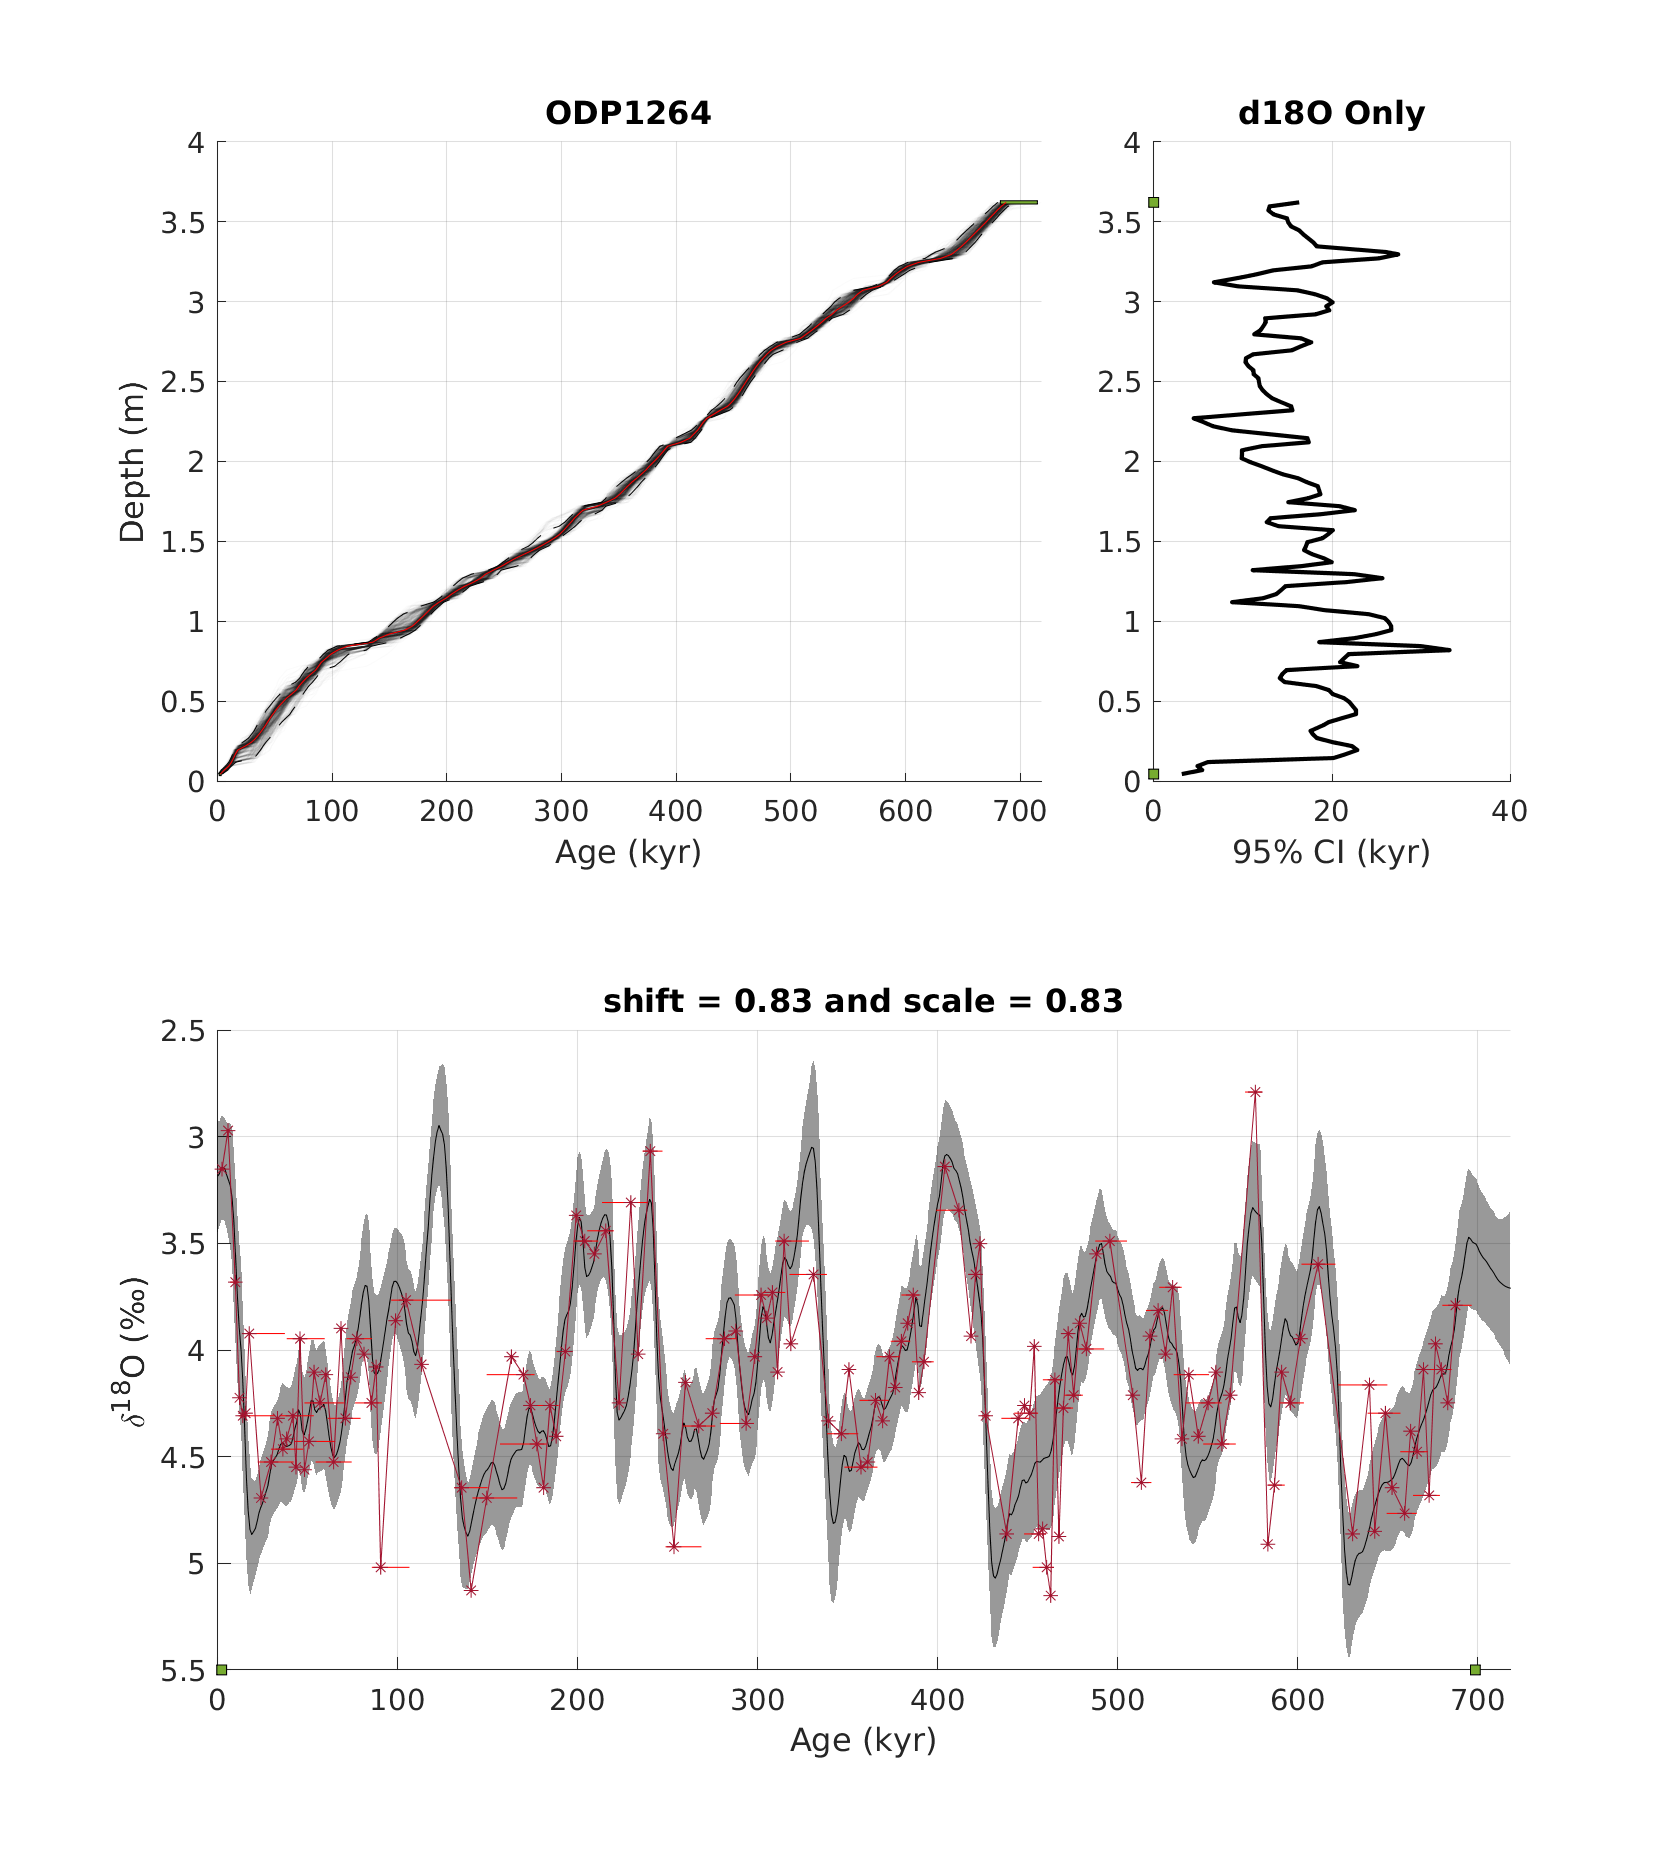 ODP1264
4
3.5
3
2.5
2
1.5
1
0.5
0
Depth (m)
0 100 200 300 400 500 600 700
Age (kyr)
d18O Only
4
3.5
3
2.5
2
1.5
1
0.5
0
0 20 40
95% CI (kyr)
shift = 0.83 and scale = 0.83
2.5
3
3.5
4
4.5
5
5.5
δ18O (‰)
0 100 200 300 400 500 600 700
Age (kyr)